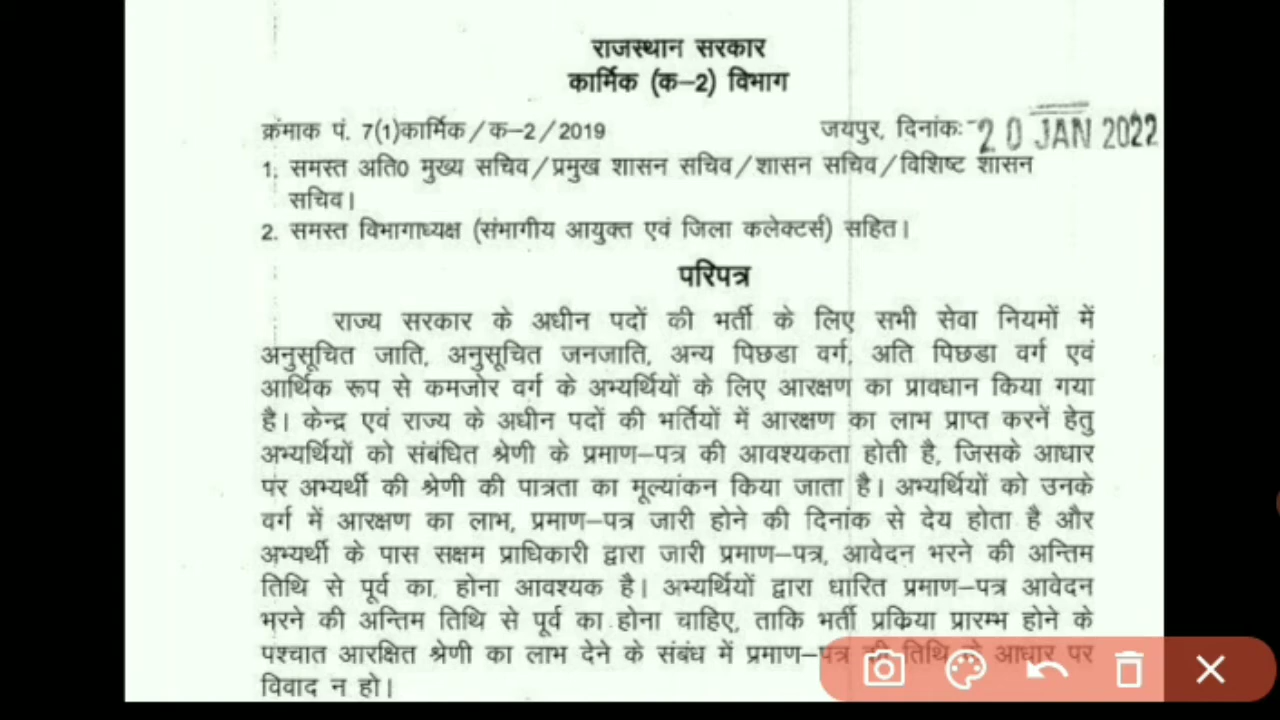 राजस्थान सरकार
कार्मिक (क–2) विभाग
क्रंमाक पं. 7(1)कार्मिक/क–2/2019 जयपुर, दिनांकः 20 JAN 2022
1. समस्त अति0 मुख्य सचिव/प्रमुख शासन सचिव/शासन सचिव/विशिष्ट शासन
सचिव।
2. समस्त विभागाध्यक्ष (संभागीय आयुक्त एवं जिला कलेक्टर्स) सहित।
परिपत्र
राज्य सरकार के अधीन पदों की भर्ती के लिए सभी सेवा नियमों में
अनुसूचित जाति, अनुसूचित जनजाति, अन्य पिछडा वर्ग, अति पिछडा वर्ग एवं
आर्थिक रूप से कमजोर वर्ग के अभ्यर्थियों के लिए आरक्षण का प्रावधान किया गया
है। केन्द्र एवं राज्य के अधीन पदों की भर्तियों में आरक्षण का लाभ प्राप्त करनें हेतु
अभ्यर्थियों को संबंधित श्रेणी के प्रमाण–पत्र की आवश्यकता होती है, जिसके आधार
पर अभ्यर्थी की श्रेणी की पात्रता का मूल्यांकन किया जाता है। अभ्यर्थियों को उनके
वर्ग में आरक्षण का लाभ, प्रमाण–पत्र जारी होने की दिनांक से देय होता है और
अभ्यर्थी के पास सक्षम प्राधिकारी द्वारा जारी प्रमाण–पत्र, आवेदन भरने की अन्तिम
तिथि से पूर्व का, होना आवश्यक है। अभ्यर्थियों द्वारा धारित प्रमाण–पत्र आवेदन
भरने की अन्तिम तिथि से पूर्व का होना चाहिए, ताकि भर्ती प्रक्रिया प्रारम्भ होने के
पश्चात आरक्षित श्रेणी का लाभ देने के संबंध में प्रमाण–पत्र की तिथि के आधार पर
विवाद न हो।